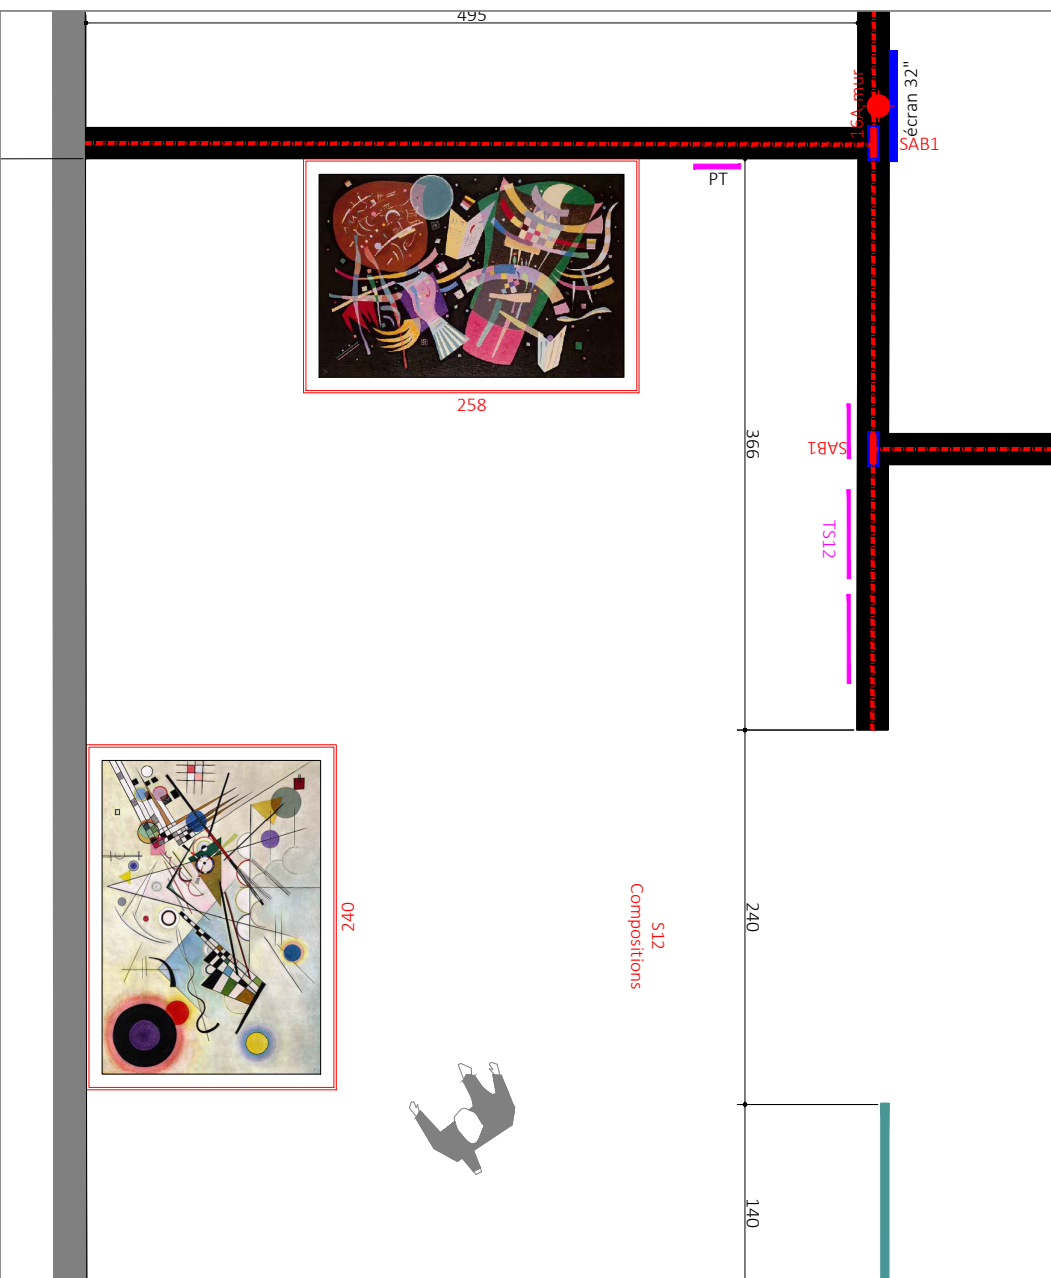 495
écran 32"
16A mur
SAB1
PT
258
366
SAB1
TS12
240
S12
Compositions
240
140